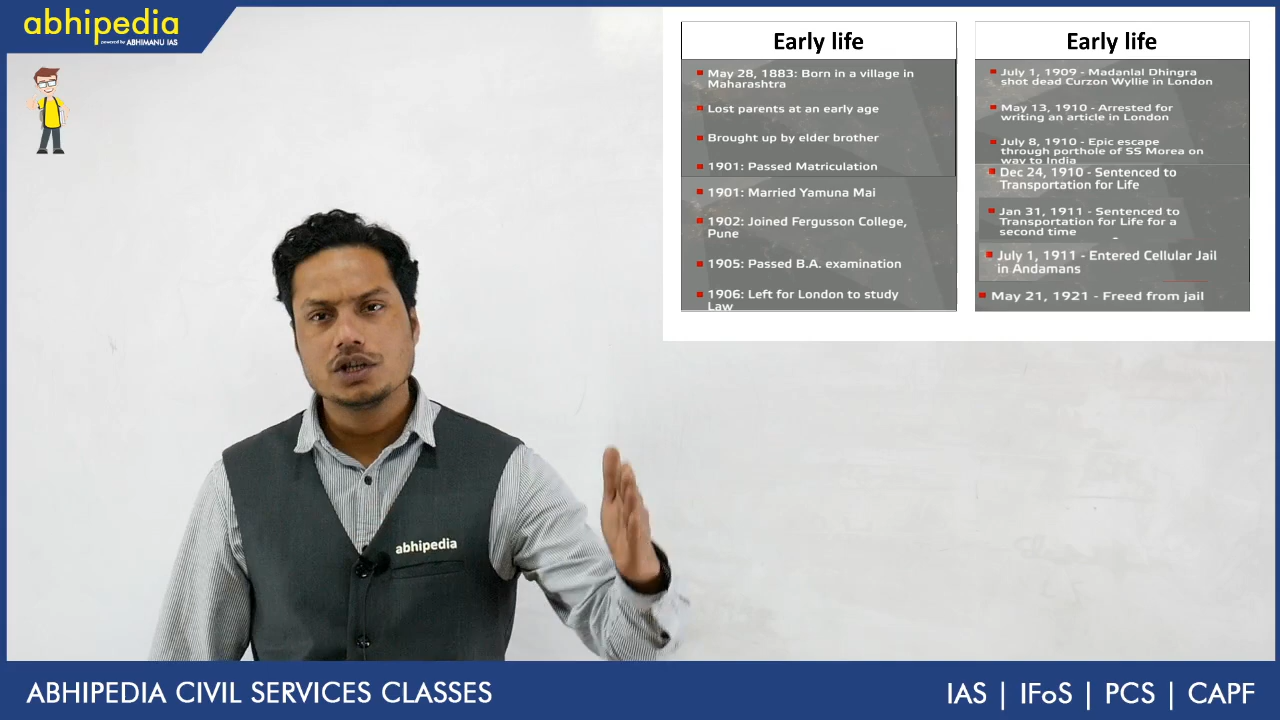 abhipedia
powered by ABHIMANU IAS
Early life
May 28, 1883: Born in a village in
Maharashtra
Lost parents at an early age
Brought up by elder brother
1901: Passed Matriculation
1901: Married Yamuna Mai
1902: Joined Fergusson College,
Pune
1905: Passed B.A. examination
1906: Left for London to study
Law
Early life
July 1, 1909 - Madanlal Dhingra
shot dead Curzon Wyllie in London
May 13, 1910 - Arrested for
writing an article in London
July 8, 1910 - Epic escape
through porthole of SS Morea on
way to India
Dec 24, 1910 - Sentenced to
Transportation for Life
Jan 31, 1911 - Sentenced to
Transportation for Life for a
second time
July 1, 1911 - Entered Cellular Jail
in Andamans
May 21, 1921 - Freed from jail
abhipedia
ABHIPEDIA CIVIL SERVICES CLASSES
IAS | IFoS | PCS | CAPF